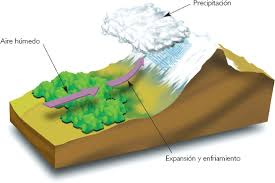 Precipitación
Aire húmedo
Expansión y enfriamiento